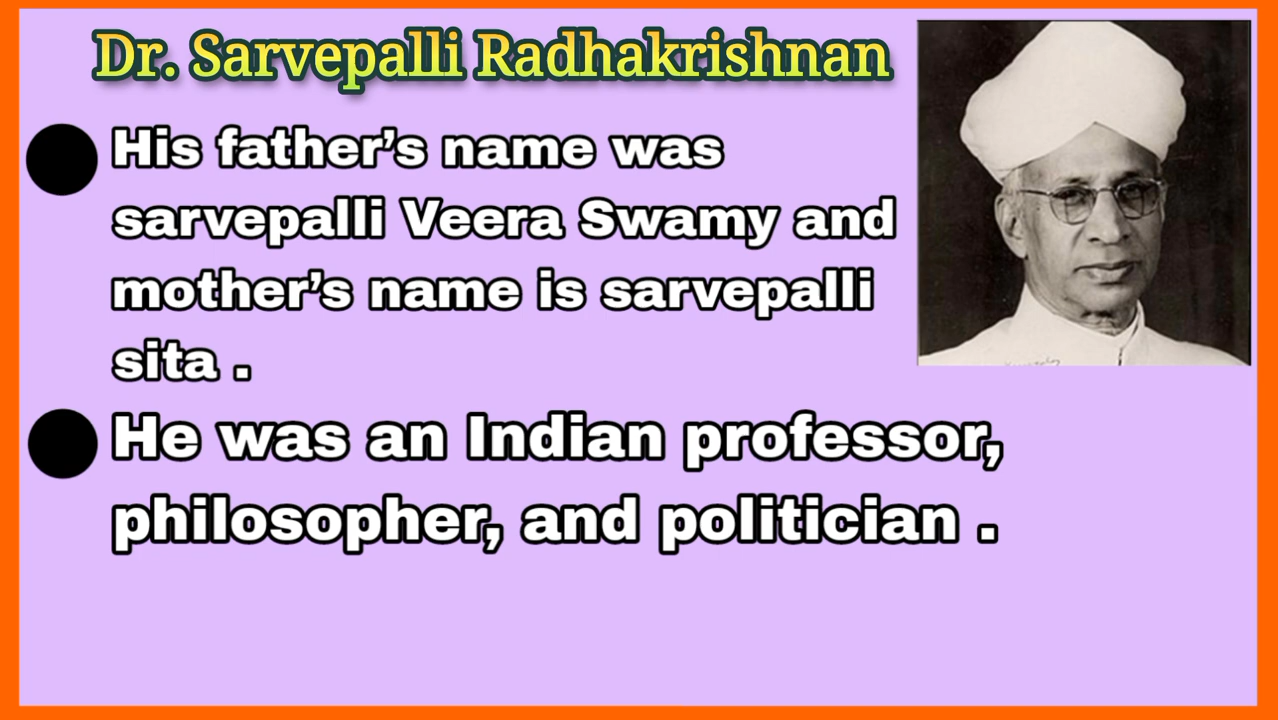 Dr. Sarvepalli Radhakrishnan
His father’s name was
sarvepalli Veera Swamy and
mother’s name is sarvepalli
sita .
He was an Indian professor,
philosopher, and politician .